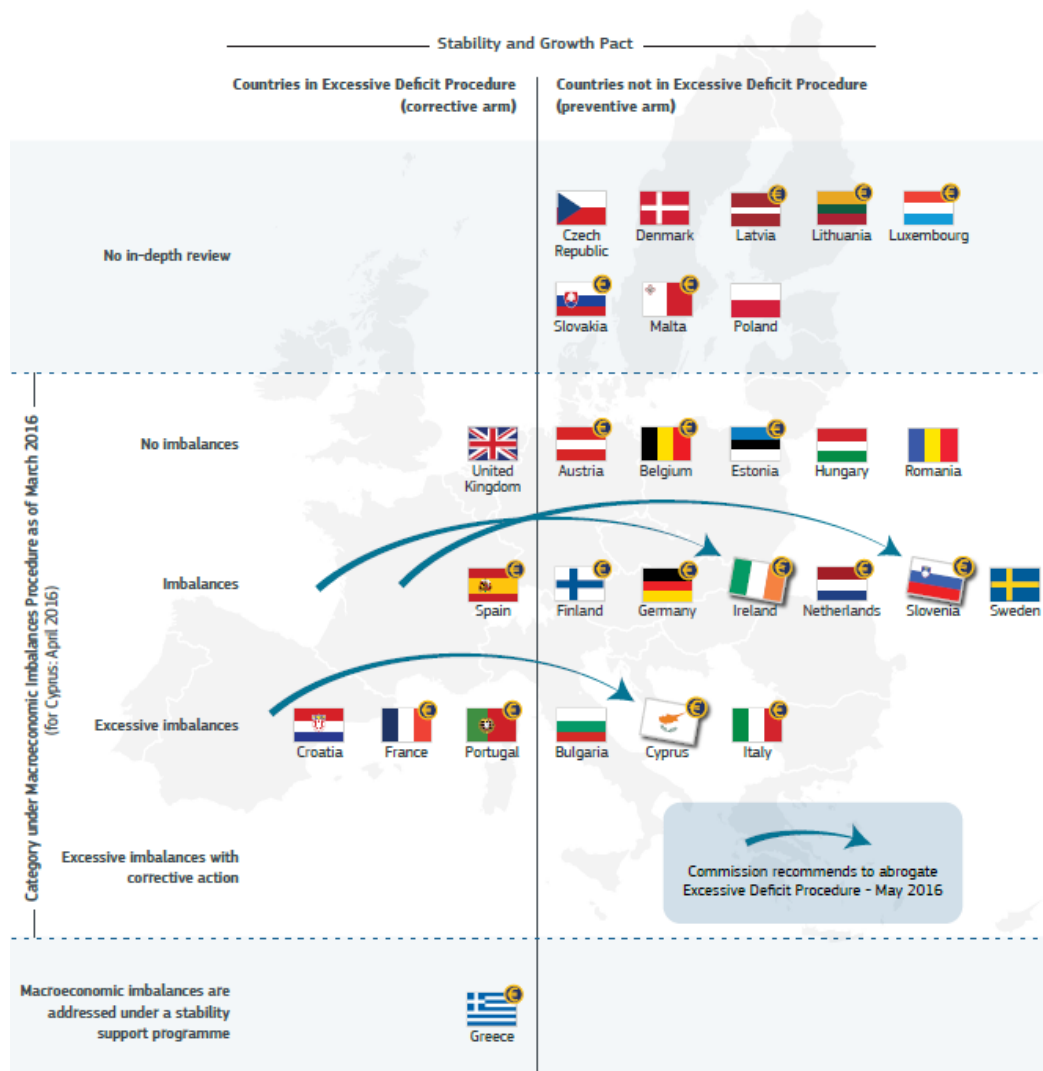 Stability and Growth Pact
Countries in Excessive Deficit Procedure
(corrective arm)
Countries not in Excessive Deficit Procedure
(preventive arm)
No in-depth review
Czech
Republic
Denmark
Latvia
Lithuania
Luxembourg
Slovakia
Malta
Poland
Category under Macroeconomic Imbalances Procedure as of March 2016
(for Cyprus: April 2016)
No imbalances
United
Kingdom
Austria
Belgium
Estonia
Hungary
Romania
Imbalances
Spain
Finland
Germany
Ireland
Netherlands
Slovenia
Sweden
Excessive imbalances
Croatia
France
Portugal
Bulgaria
Cyprus
Italy
Excessive imbalances with
corrective action
Commission recommends to abrogate
Excessive Deficit Procedure - May 2016
Macroeconomic imbalances are
addressed under a stability
support programme
Greece